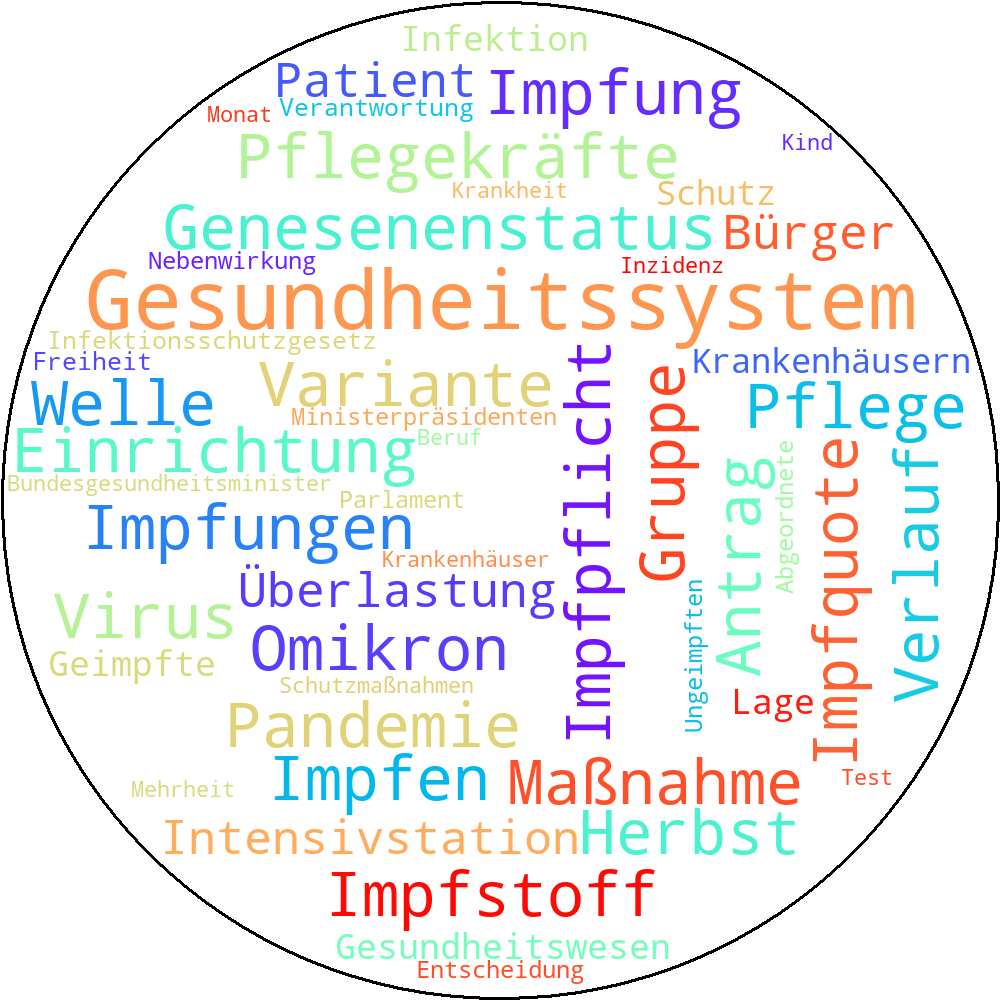 Infektion
Patient
Impfung
Monat
Verantwortung
Kind
Pflegekräfte
Krankheit
Schutz
Genesenenstatus
Bürger
Nebenwirkung
Inzidenz
Gesundheitssystem
Infektionsschutzgesetz
Freiheit
Krankenhäusern
Variante
Welle
Pflege
Ministerpräsidenten
Einrichtung
Beruf
Impfpflicht
Gruppe
Antrag
Abgeordnete
Impfquote
Verlauf
Bundesgesundheitsminister
Parlament
Impfungen
Krankenhäuser
Überlastung
Virus
Ungeimpften
Omikron
Geimpfte
Schutzmaßnahmen
Lage
Pandemie
Impfen
Maßnahme
Test
Mehrheit
Intensivstation
Herbst
Impfstoff
Gesundheitswesen
Entscheidung